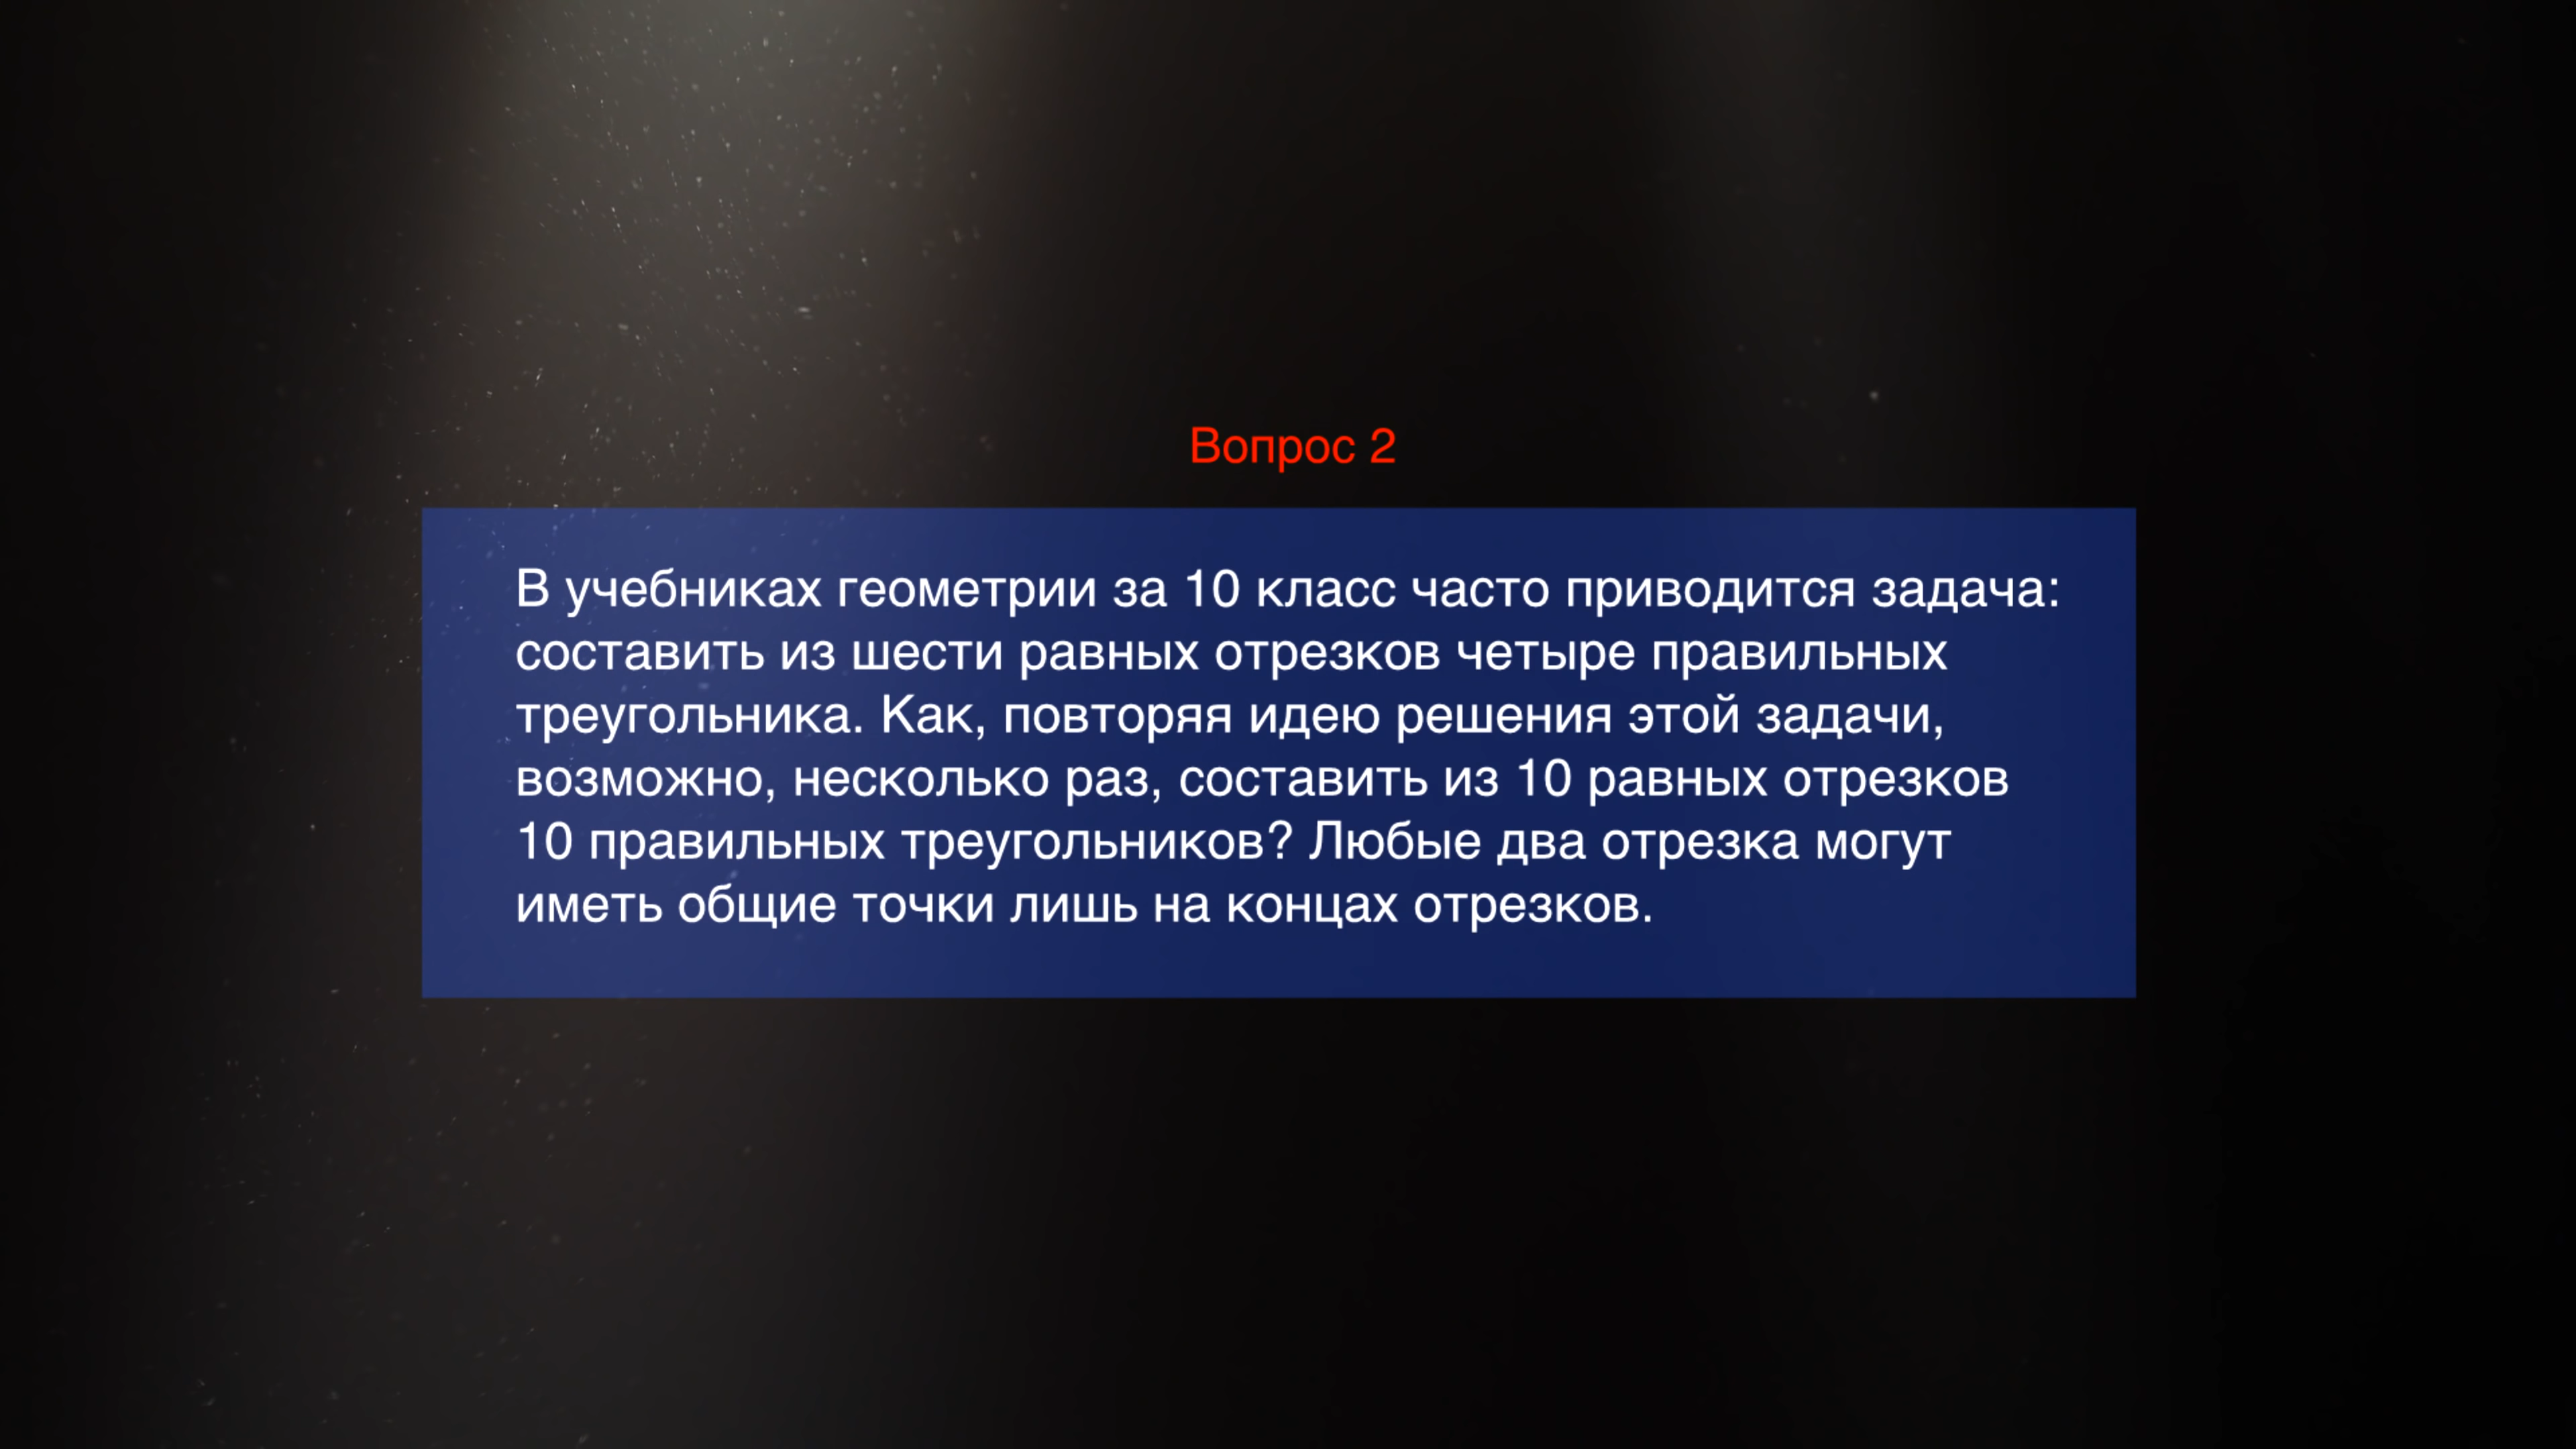 Вопрос 2
В учебниках геометрии за 10 класс часто приводится задача:
составить из шести равных отрезков четыре правильных
треугольника. Как, повторяя идею решения этой задачи,
возможно, несколько раз, составить из 10 равных отрезков
10 правильных треугольников? Любые два отрезка могут
иметь общие точки лишь на концах отрезков.